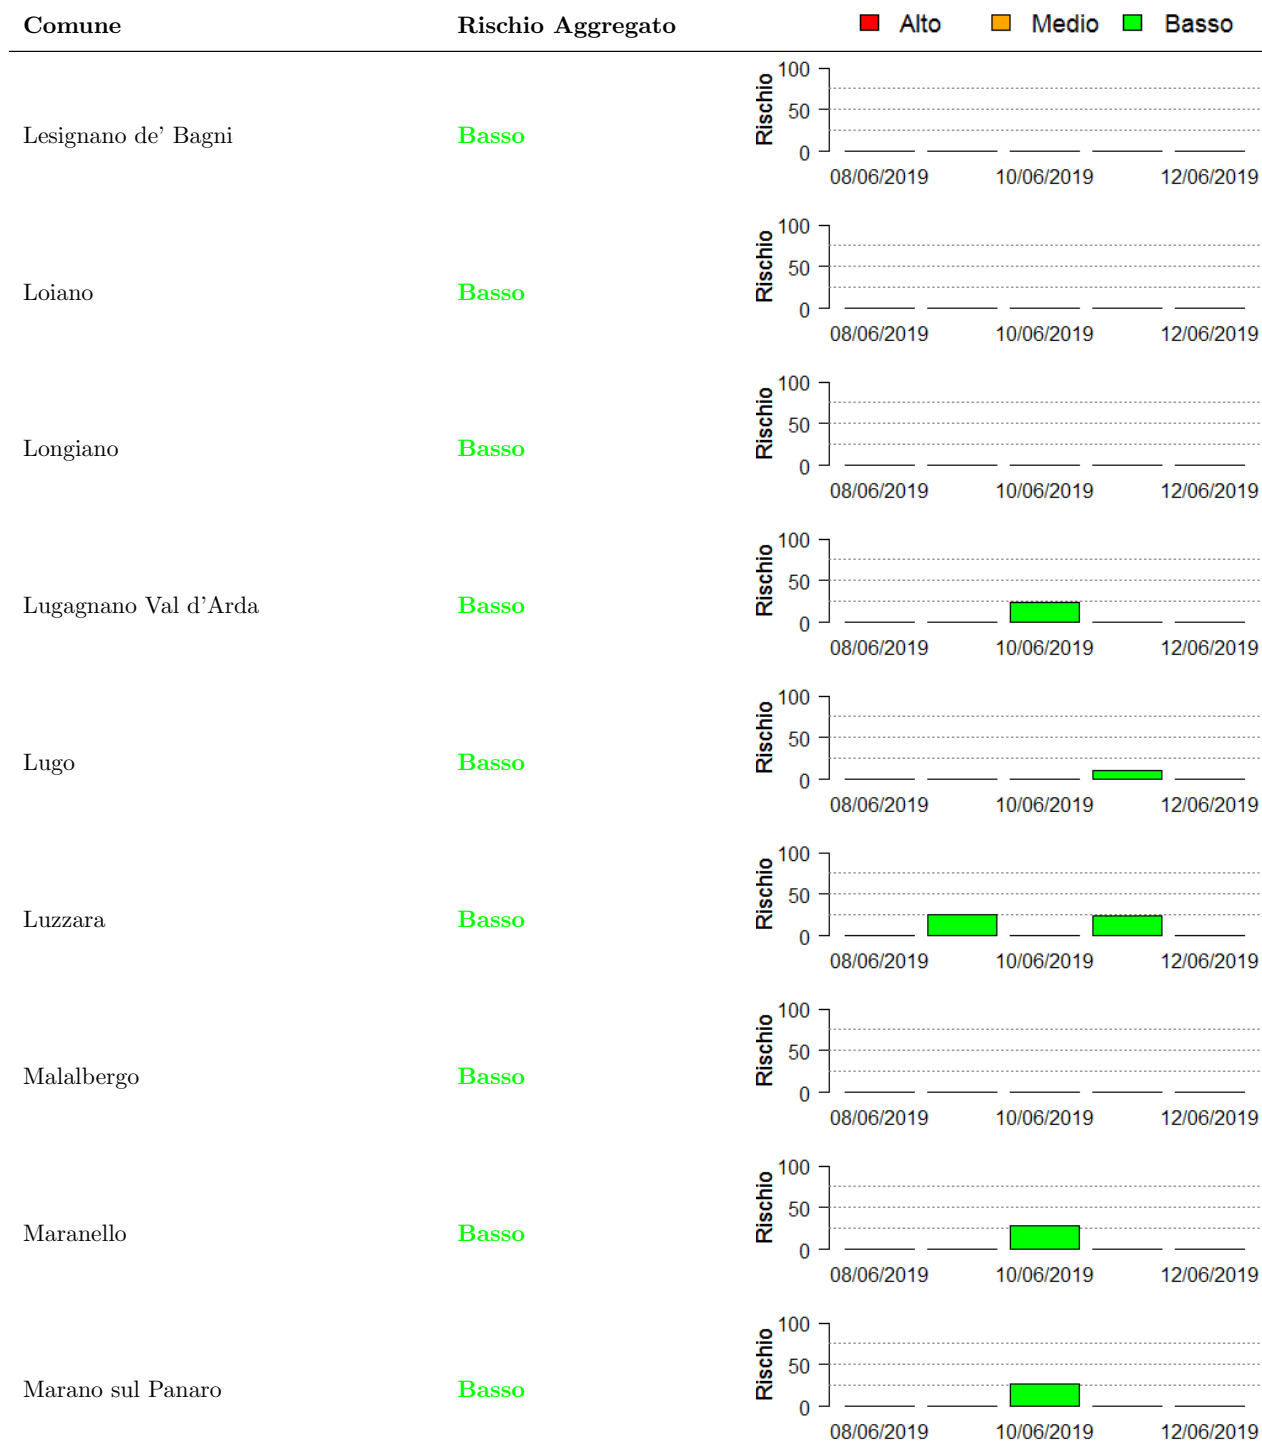 Comune Rischio Aggregato Alto Medio Basso
Lesignano de' Bagni Basso Rischio 100 50 0
08/06/2019 10/06/2019 12/06/2019
Loiano Basso Rischio 100 50 0
08/06/2019 10/06/2019 12/06/2019
Longiano Basso Rischio 100 50 0
08/06/2019 10/06/2019 12/06/2019
Lugagnano Val d'Arda Basso Rischio 100 50 0
08/06/2019 10/06/2019 12/06/2019
Lugo Basso Rischio 100 50 0
08/06/2019 10/06/2019 12/06/2019
Luzzara Basso Rischio 100 50 0
08/06/2019 10/06/2019 12/06/2019
Malalbergo Basso Rischio 100 50 0
08/06/2019 10/06/2019 12/06/2019
Maranello Basso Rischio 100 50 0
08/06/2019 10/06/2019 12/06/2019
Marano sul Panaro Basso Rischio 100 50 0
08/06/2019 10/06/2019 12/06/2019